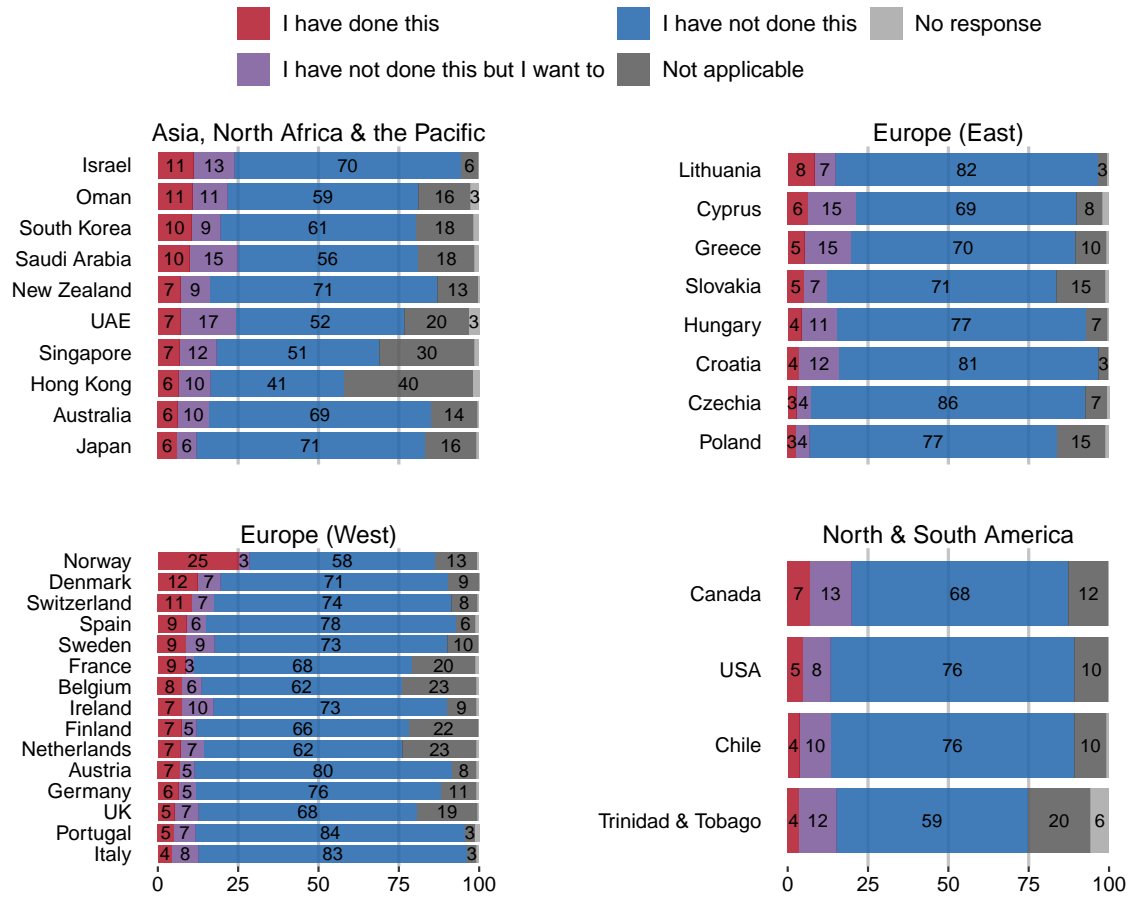 I have done this I have not done this No response
I have not done this but I want to Not applicable
Asia, North Africa & the Pacific
Israel 11 13 70 6
Oman 11 11 59 16 3
South Korea 10 9 61 18
Saudi Arabia 10 15 56 18
New Zealand 7 9 71 13
UAE 7 17 52 20 3
Singapore 7 12 51 30
Hong Kong 6 10 41 40
Australia 6 10 69 14
Japan 6 6 71 16
Europe (East)
Lithuania 8 7 82 3
Cyprus 6 15 69 8
Greece 5 15 70 10
Slovakia 5 7 71 15
Hungary 4 11 77 7
Croatia 4 12 81 3
Czechia 3 4 86 7
Poland 3 4 77 15
Europe (West)
Norway 25 3 58 13
Denmark 12 7 71 9
Switzerland 11 7 74 8
Spain 9 6 78 6
Sweden 9 9 73 10
France 9 3 68 20
Belgium 8 6 62 23
Ireland 7 10 73 9
Finland 7 5 66 22
Netherlands 7 7 62 23
Austria 7 5 80 8
Germany 6 5 76 11
UK 5 7 68 19
Portugal 5 7 84 3
Italy 4 8 83 3
0 25 50 75 100
North & South America
Canada 7 13 68 12
USA 5 8 76 10
Chile 4 10 76 10
Trinidad & Tobago 4 12 59 20 6
0 25 50 75 100